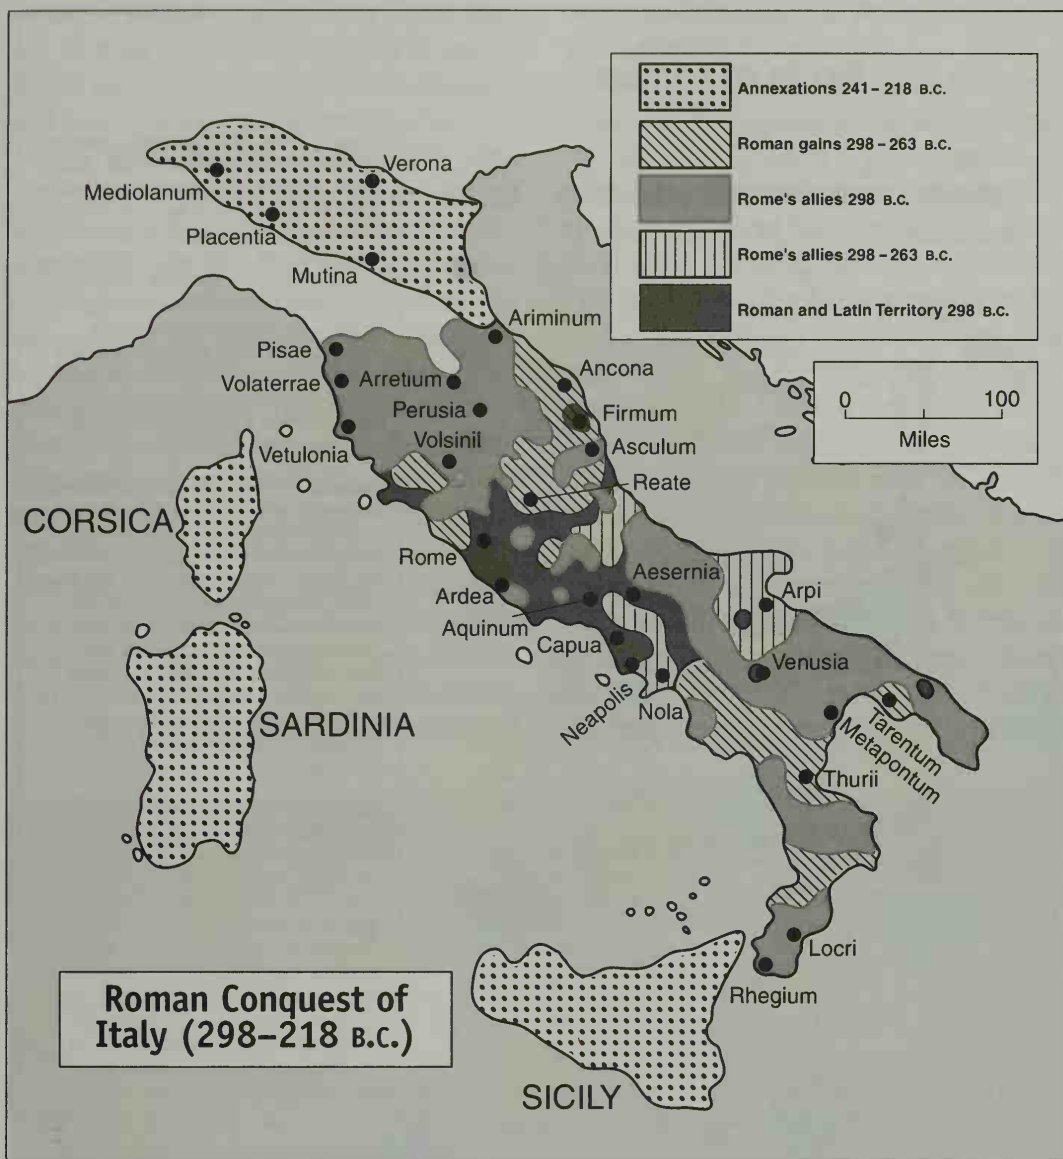 Annexations 241–218 B.C.
Roman gains 298–263 B.C.
Rome's allies 298 B.C.
Rome's allies 298–263 B.C.
Roman and Latin Territory 298 B.C.
0 100
Miles
Verona
Mediolanum
Placentia
Mutina
Ariminum
Pisae
Ancona
Volaterrae
Arretium
Perusia
Firmum
Volsinil
Asculum
Vetulonia
Reate
CORSICA
Rome
Aesernia
Ardea
Arpi
Aquinum
Capua
Venusia
Neapolis
Nola
SARDINIA
Tarentum
Metapontum
Thurii
Locri
Rhegium
Roman Conquest of
Italy (298–218 B.C.)
SICILY